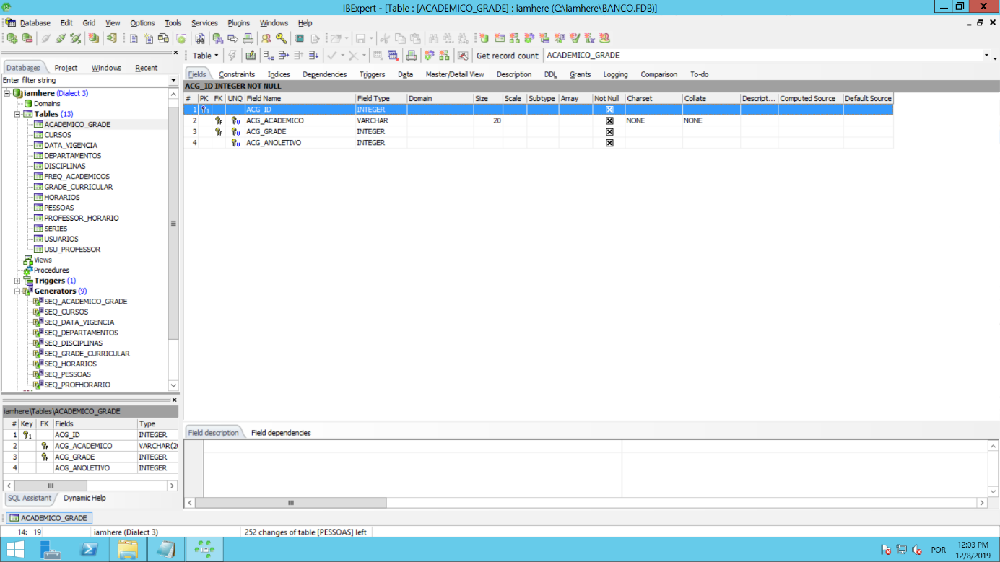 IBExpert - [Table : [ACADEMICO_GRADE] : iamhere (C:\iamhere\BANCO.FDB)]
Database Edit Grid View Options Tools Services Plugins Windows Help
Table Get record count ACADEMICO_GRADE
Databases Project Windows Recent
Enter filter string
iamhere (Dialect 3)
Domains
Tables (13)
ACADEMICO_GRADE
CURSOS
DATA_VIGENCIA
DEPARTAMENTOS
DISCIPLINAS
FREQ_ACADEMICOS
GRADE_CURRICULAR
HORARIOS
PESSOAS
PROFESSOR_HORARIO
SERIES
USUARIOS
USU_PROFESSOR
Views
Procedures
Triggers (1)
Generators (9)
SEQ_ACADEMICO_GRADE
SEQ_CURSOS
SEQ_DATA_VIGENCIA
SEQ_DEPARTAMENTOS
SEQ_DISCIPLINAS
SEQ_GRADE_CURRICULAR
SEQ_HORARIOS
SEQ_PESSOAS
SEQ_PROFHORARIO
Fields Constraints Indices Dependencies Triggers Data Master/Detail View Description DDL Grants Logging Comparison To-do
ACG_ID INTEGER NOT NULL
# PK FK UNQ Field Name Field Type Domain Size Scale Subtype Array Not Null Charset Collate Descript... Computed Source Default Source
1 ACG_ID INTEGER
2 ACG_ACADEMICO VARCHAR 20 NONE NONE
3 ACG_GRADE INTEGER
4 ACG_ANOLETIVO INTEGER
iamhere\Tables\ACADEMICO_GRADE
# Key FK Fields Type
1 ACG_ID INTEGER
2 ACG_ACADEMICO VARCHAR(20
3 ACG_GRADE INTEGER
4 ACG_ANOLETIVO INTEGER
SQL Assistant Dynamic Help
Field description Field dependencies
ACADEMICO_GRADE
14: 19 iamhere (Dialect 3) 252 changes of table [PESSOAS] left
POR
12:03 PM
12/8/2019